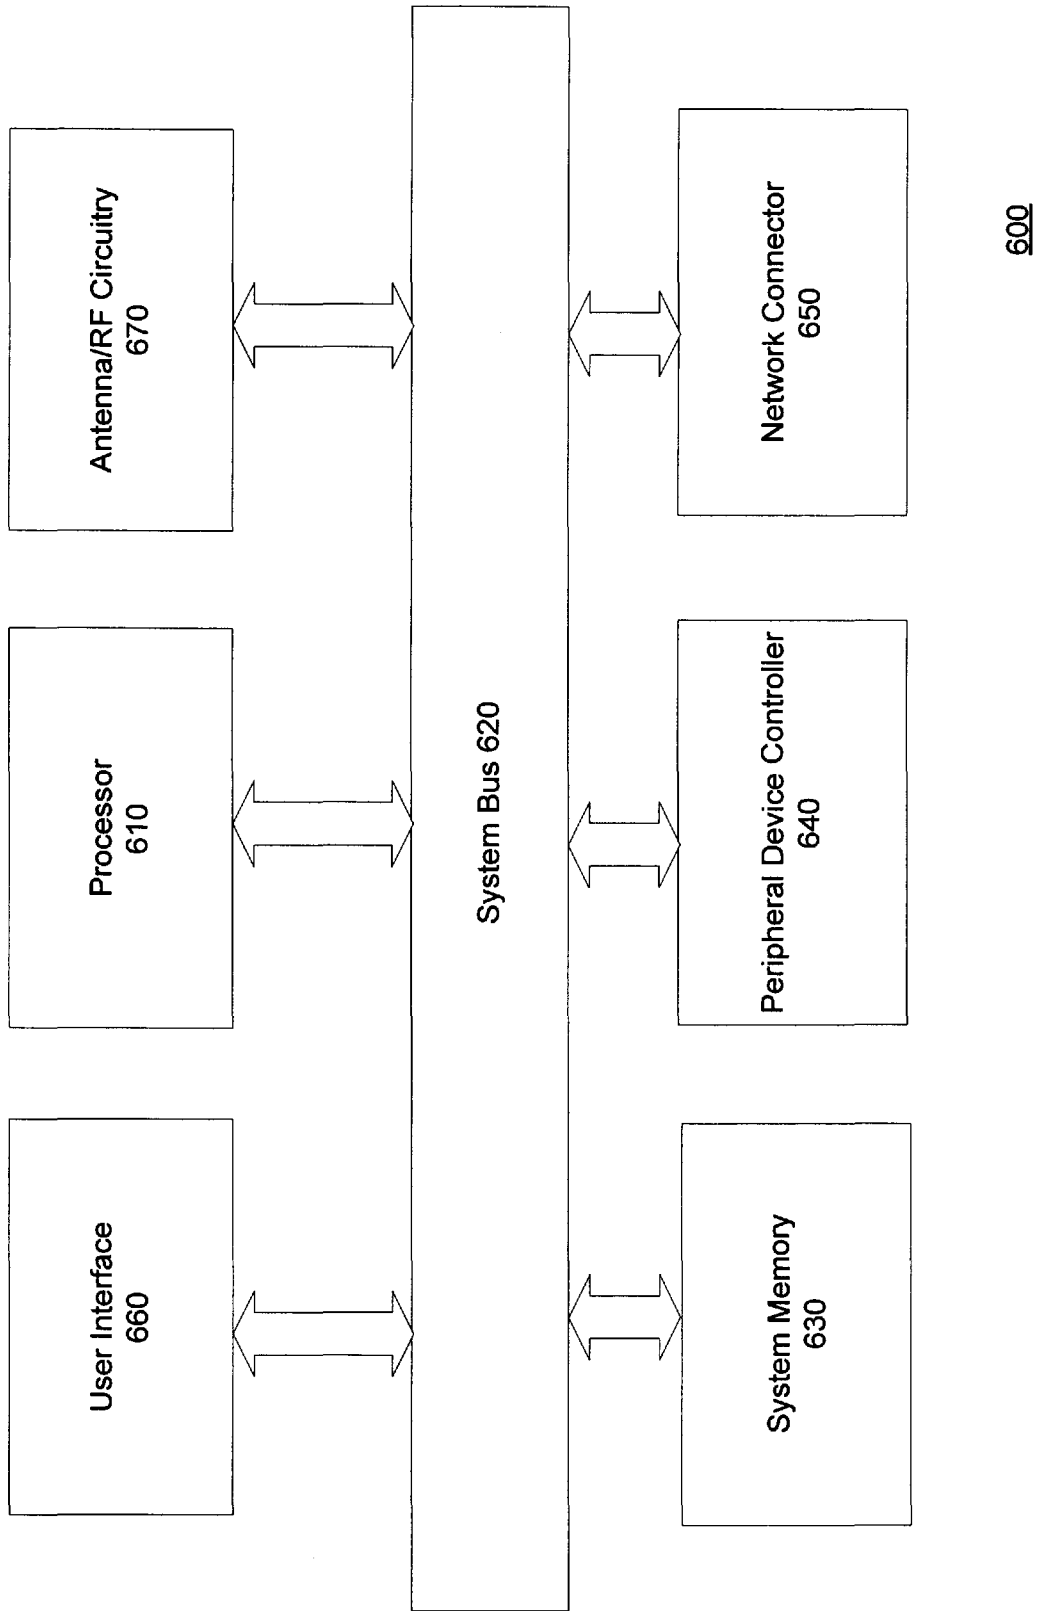 User Interface
660
Processor
610
Antenna/RF Circuitry
670
System Bus 620
System Memory
630
Peripheral Device Controller
640
Network Connector
650
600